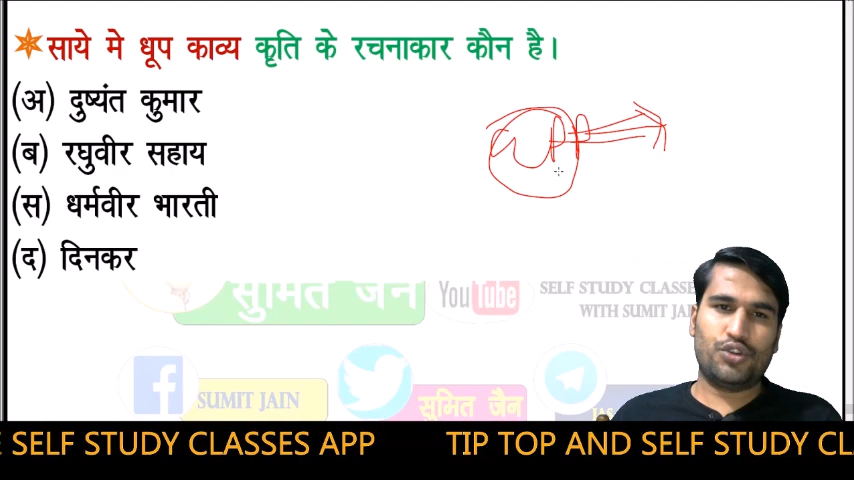 साये मे धूप काव्य कृति के रचनाकार कौन है।
(अ) दुष्यंत कुमार
(ब) रघुवीर सहाय
(स) धर्मवीर भारती
(द) दिनकर
APP
सुमित जैन
YouTube
SELF STUDY CLASSES
WITH SUMIT JAIN
SUMIT JAIN
सुमित जैन
E SELF STUDY CLASSES APP TIP TOP AND SELF STUDY CL